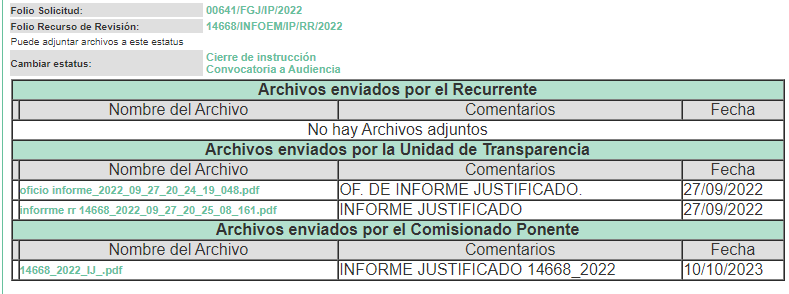 Folio Solicitud: 00641/FGJ/IP/2022
Folio Recurso de Revisión: 14668/INFOEM/IP/RR/2022
Puede adjuntar archivos a este estatus
Cambiar estatus: Cierre de instrucción
Convocatoria a Audiencia
Archivos enviados por el Recurrente
Nombre del Archivo Comentarios Fecha
No hay Archivos adjuntos
Archivos enviados por la Unidad de Transparencia
Nombre del Archivo Comentarios Fecha
oficio informe_2022_09_27_20_24_19_048.pdf OF. DE INFORME JUSTIFICADO. 27/09/2022
inforrme rr 14668_2022_09_27_20_25_08_161.pdf INFORME JUSTIFICADO 27/09/2022
Archivos enviados por el Comisionado Ponente
Nombre del Archivo Comentarios Fecha
14668_2022_IJ_.pdf INFORME JUSTIFICADO 14668_2022 10/10/2023